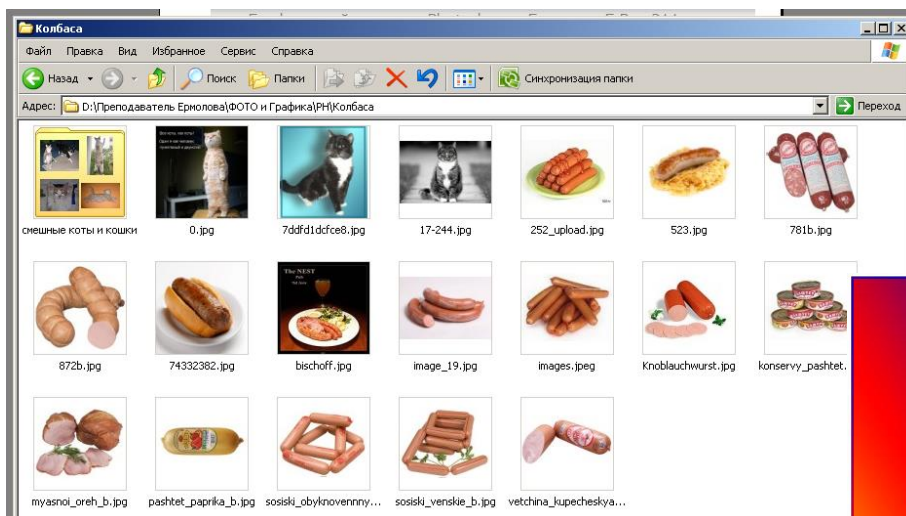 Колбаса
Файл Правка Вид Избранное Сервис Справка
Назад Поиск Папки Синхронизация папки
Адрес: D:\Преподаватель Ермолова\ФОТО и Графика\PH\Колбаса Переход
смешные коты и кошки 0.jpg 7ddfd1dcfce8.jpg 17-244.jpg 252_upload.jpg 523.jpg 781b.jpg
The NEST
872b.jpg 74332382.jpg bischoff.jpg image_19.jpg images.jpeg Knoblauchwurst.jpg konservy_pashtet.
myasnoi_oreh_b.jpg pashtet_paprika_b.jpg sosiski_obyknovennny... sosiski_venskie_b.jpg vetchina_kupecheskya...